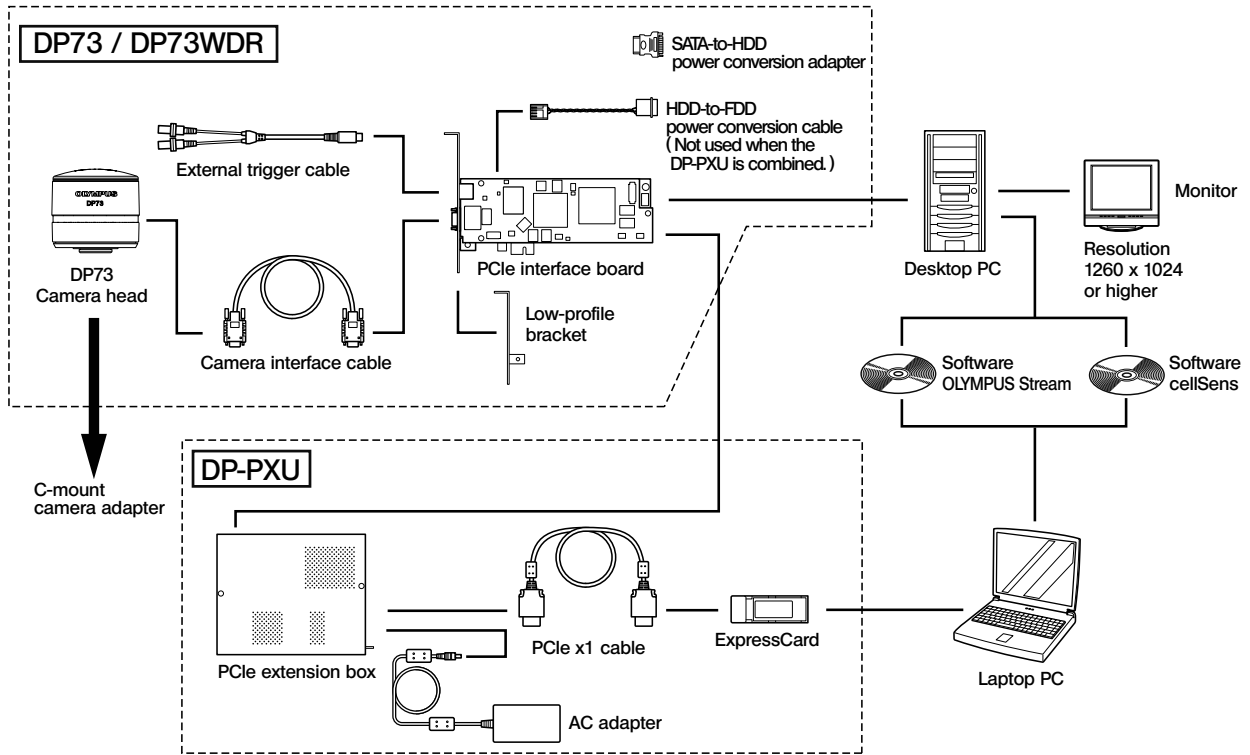 DP73 / DP73WDR
SATA-to-HDD
power conversion adapter
HDD-to-FDD
power conversion cable
( Not used when the
DP-PXU is combined. )
External trigger cable
OLYMPUS
DP73
DP73
Camera head
Camera interface cable
PCIe interface board
Low-profile
bracket
Desktop PC
Monitor
Resolution
1260 x 1024
or higher
Software
OLYMPUS Stream
Software
cellSens
C-mount
camera adapter
DP-PXU
PCIe extension box
PCIe x1 cable
ExpressCard
AC adapter
Laptop PC